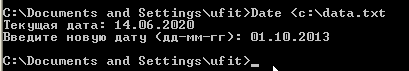 C:\Documents and Settings\ufit>Date <c:\data.txt
Текущая дата: 14.06.2020
Введите новую дату (дд-мм-гг): 01.10.2013
C:\Documents and Settings\ufit>_